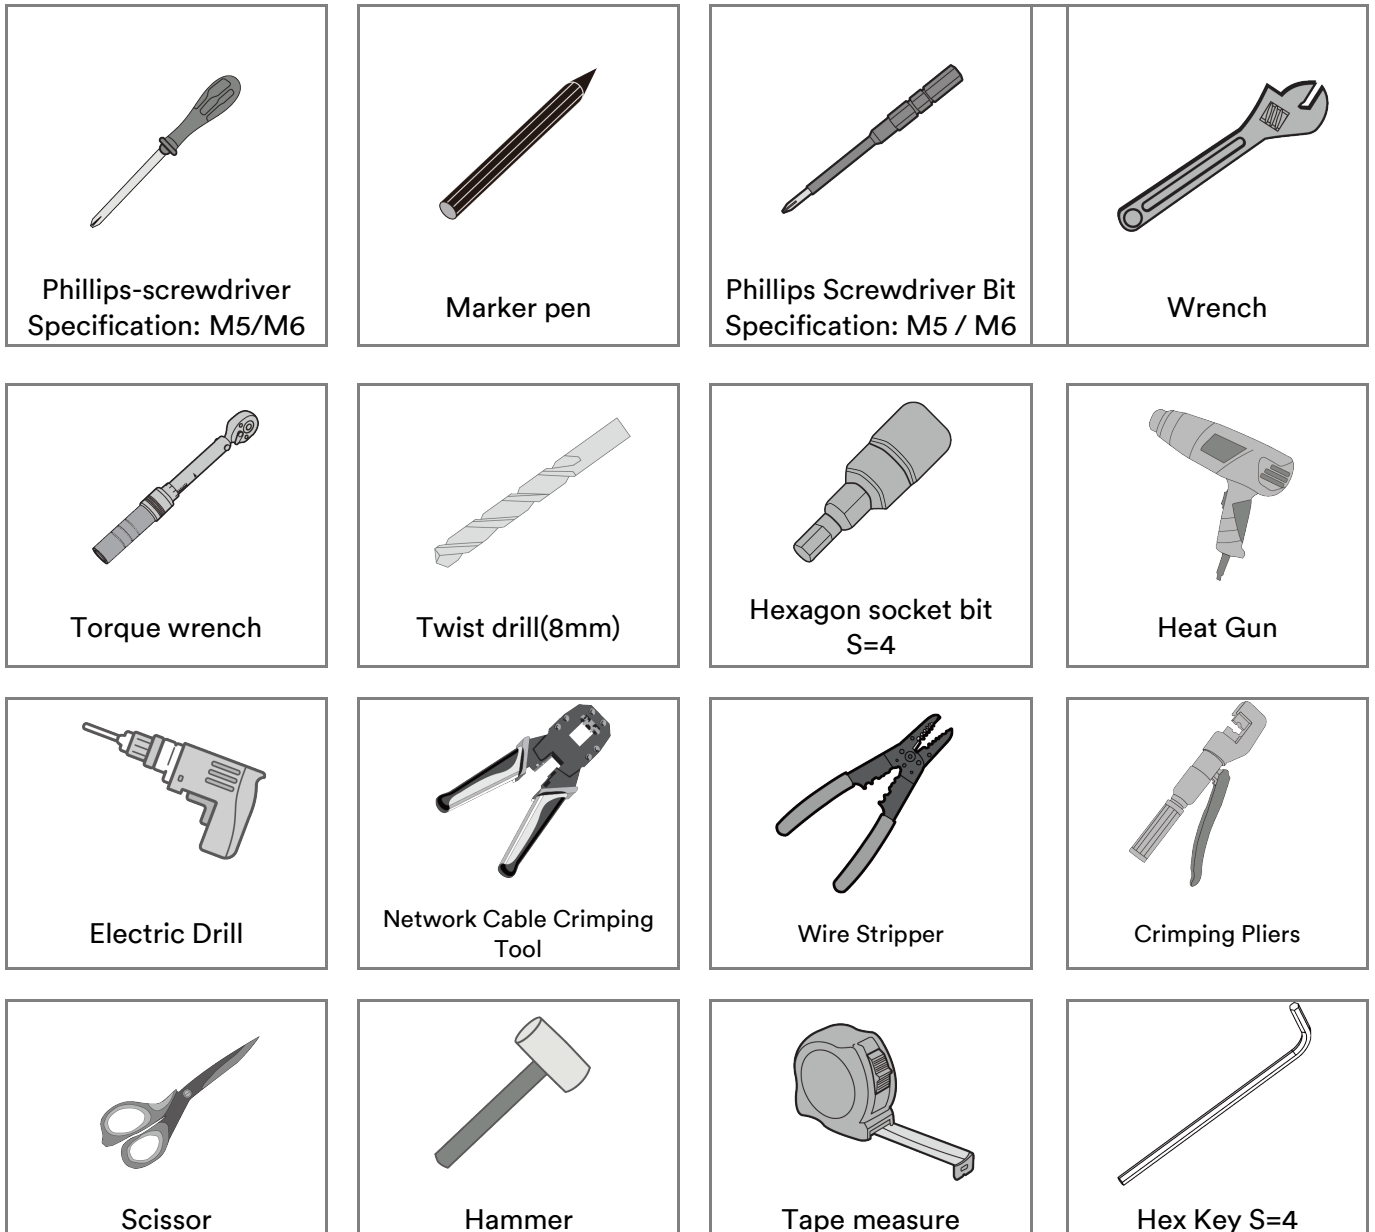 Phillips-screwdriver
Specification: M5/M6
Marker pen
Phillips Screwdriver Bit
Specification: M5 / M6
Wrench
Torque wrench
Twist drill(8mm)
Hexagon socket bit
S=4
Heat Gun
Electric Drill
Network Cable Crimping
Tool
Wire Stripper
Crimping Pliers
Scissor
Hammer
Tape measure
Hex Key S=4